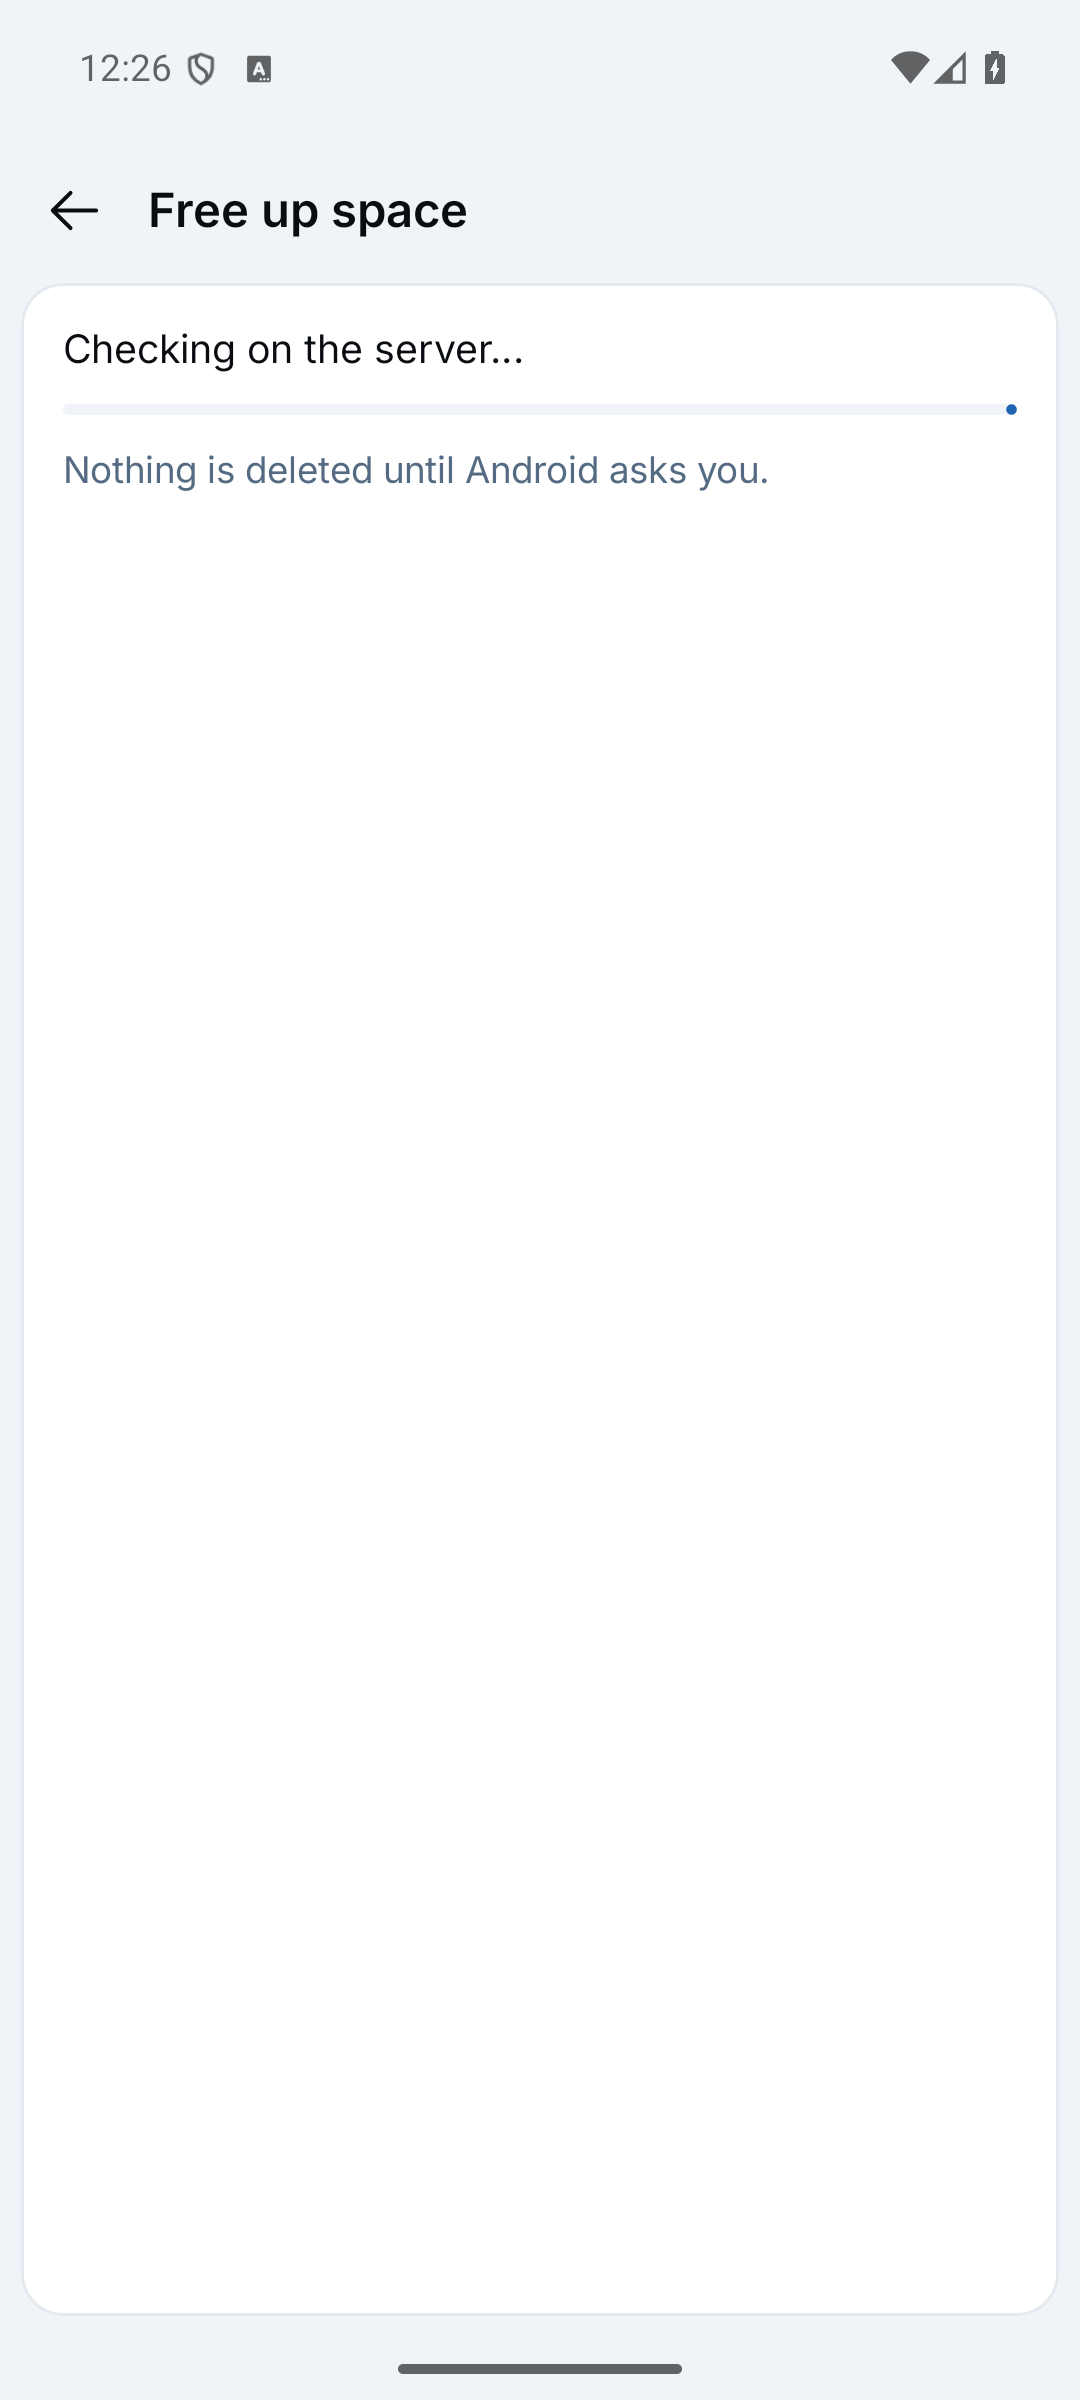 12:26
Free up space
Checking on the server...
Nothing is deleted until Android asks you.